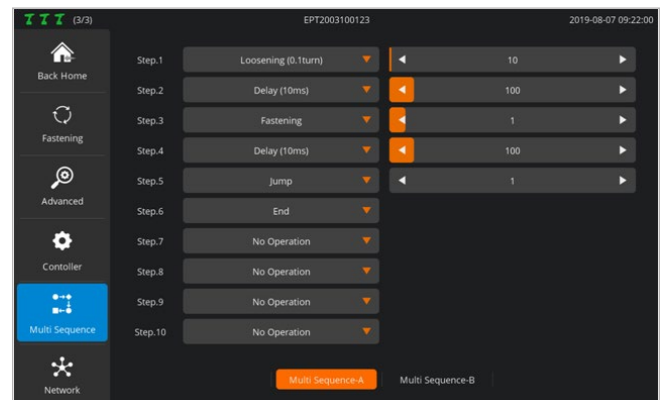 (3/3) EPT2003100123 2019-08-07 09:22:00
Back Home
Fastening
Advanced
Contoller
Multi Sequence
Network
Step.1 Loosening (0.1turn) 10
Step.2 Delay (10ms) 100
Step.3 Fastening 1
Step.4 Delay (10ms) 100
Step.5 Jump 1
Step.6 End
Step.7 No Operation
Step.8 No Operation
Step.9 No Operation
Step.10 No Operation
Multi Sequence-A Multi Sequence-B